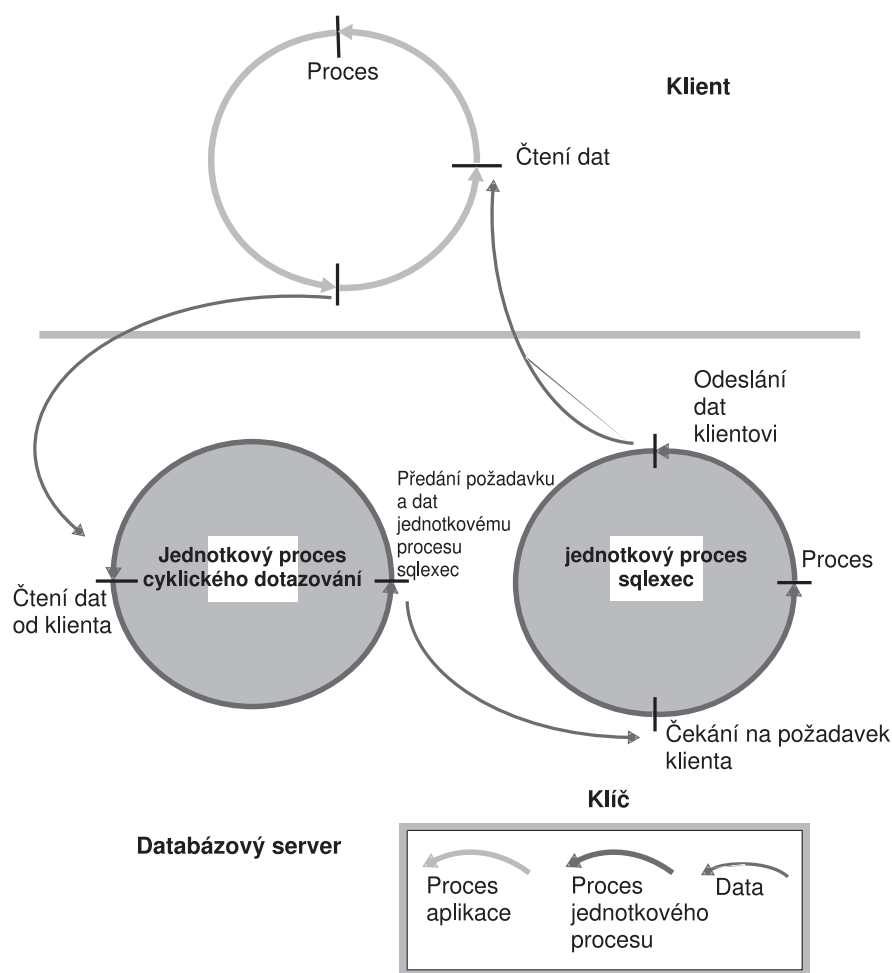 Proces
Klient
Čtení dat
Odeslání
dat
klientovi
Předání požadavku
a dat
jednotkovému
procesu
sqlexec
Jednotkový proces
cyklického dotazování
jednotkový proces
sqlexec
Proces
Čtení dat
od klienta
Čekání na požadavek
klienta
Klíč
Databázový server
Proces
aplikace
Proces
jednotkového
procesu
Data